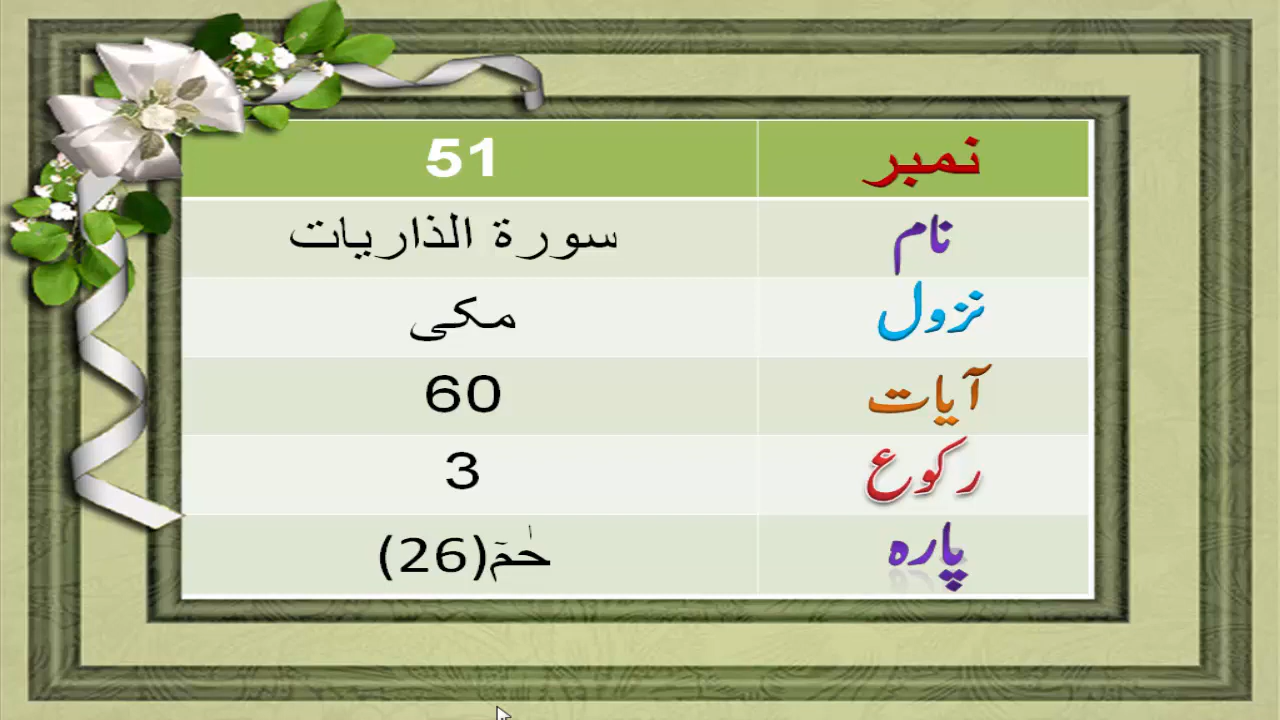 نمبر 51
نام سورة الذاريات
نزول مکی
آیات 60
رکوع 3
پارہ حٰمٓ(26)